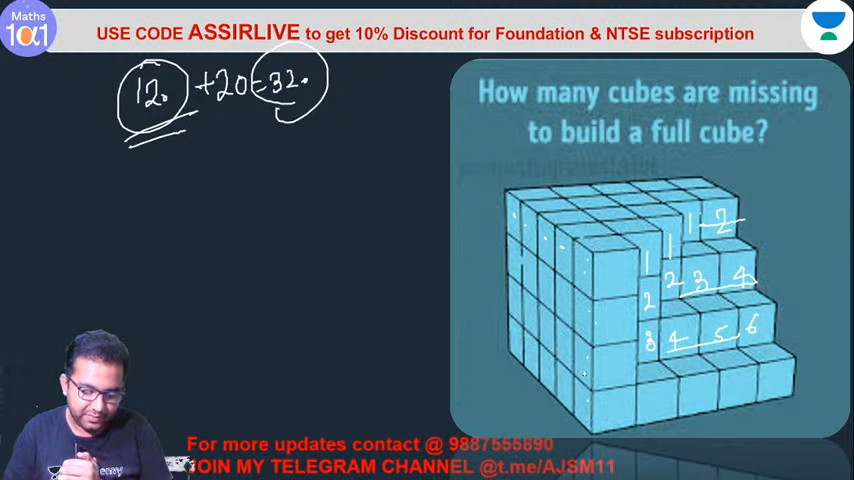 Maths
1α1
USE CODE ASSIRLIVE to get 10% Discount for Foundation & NTSE subscription
12. +20=32.
How many cubes are missing
to build a full cube?
1 1 1 2
2 2 3 4
3 4 5 6
For more updates contact @ 9887555890
JOIN MY TELEGRAM CHANNEL @t.me/AJSM11